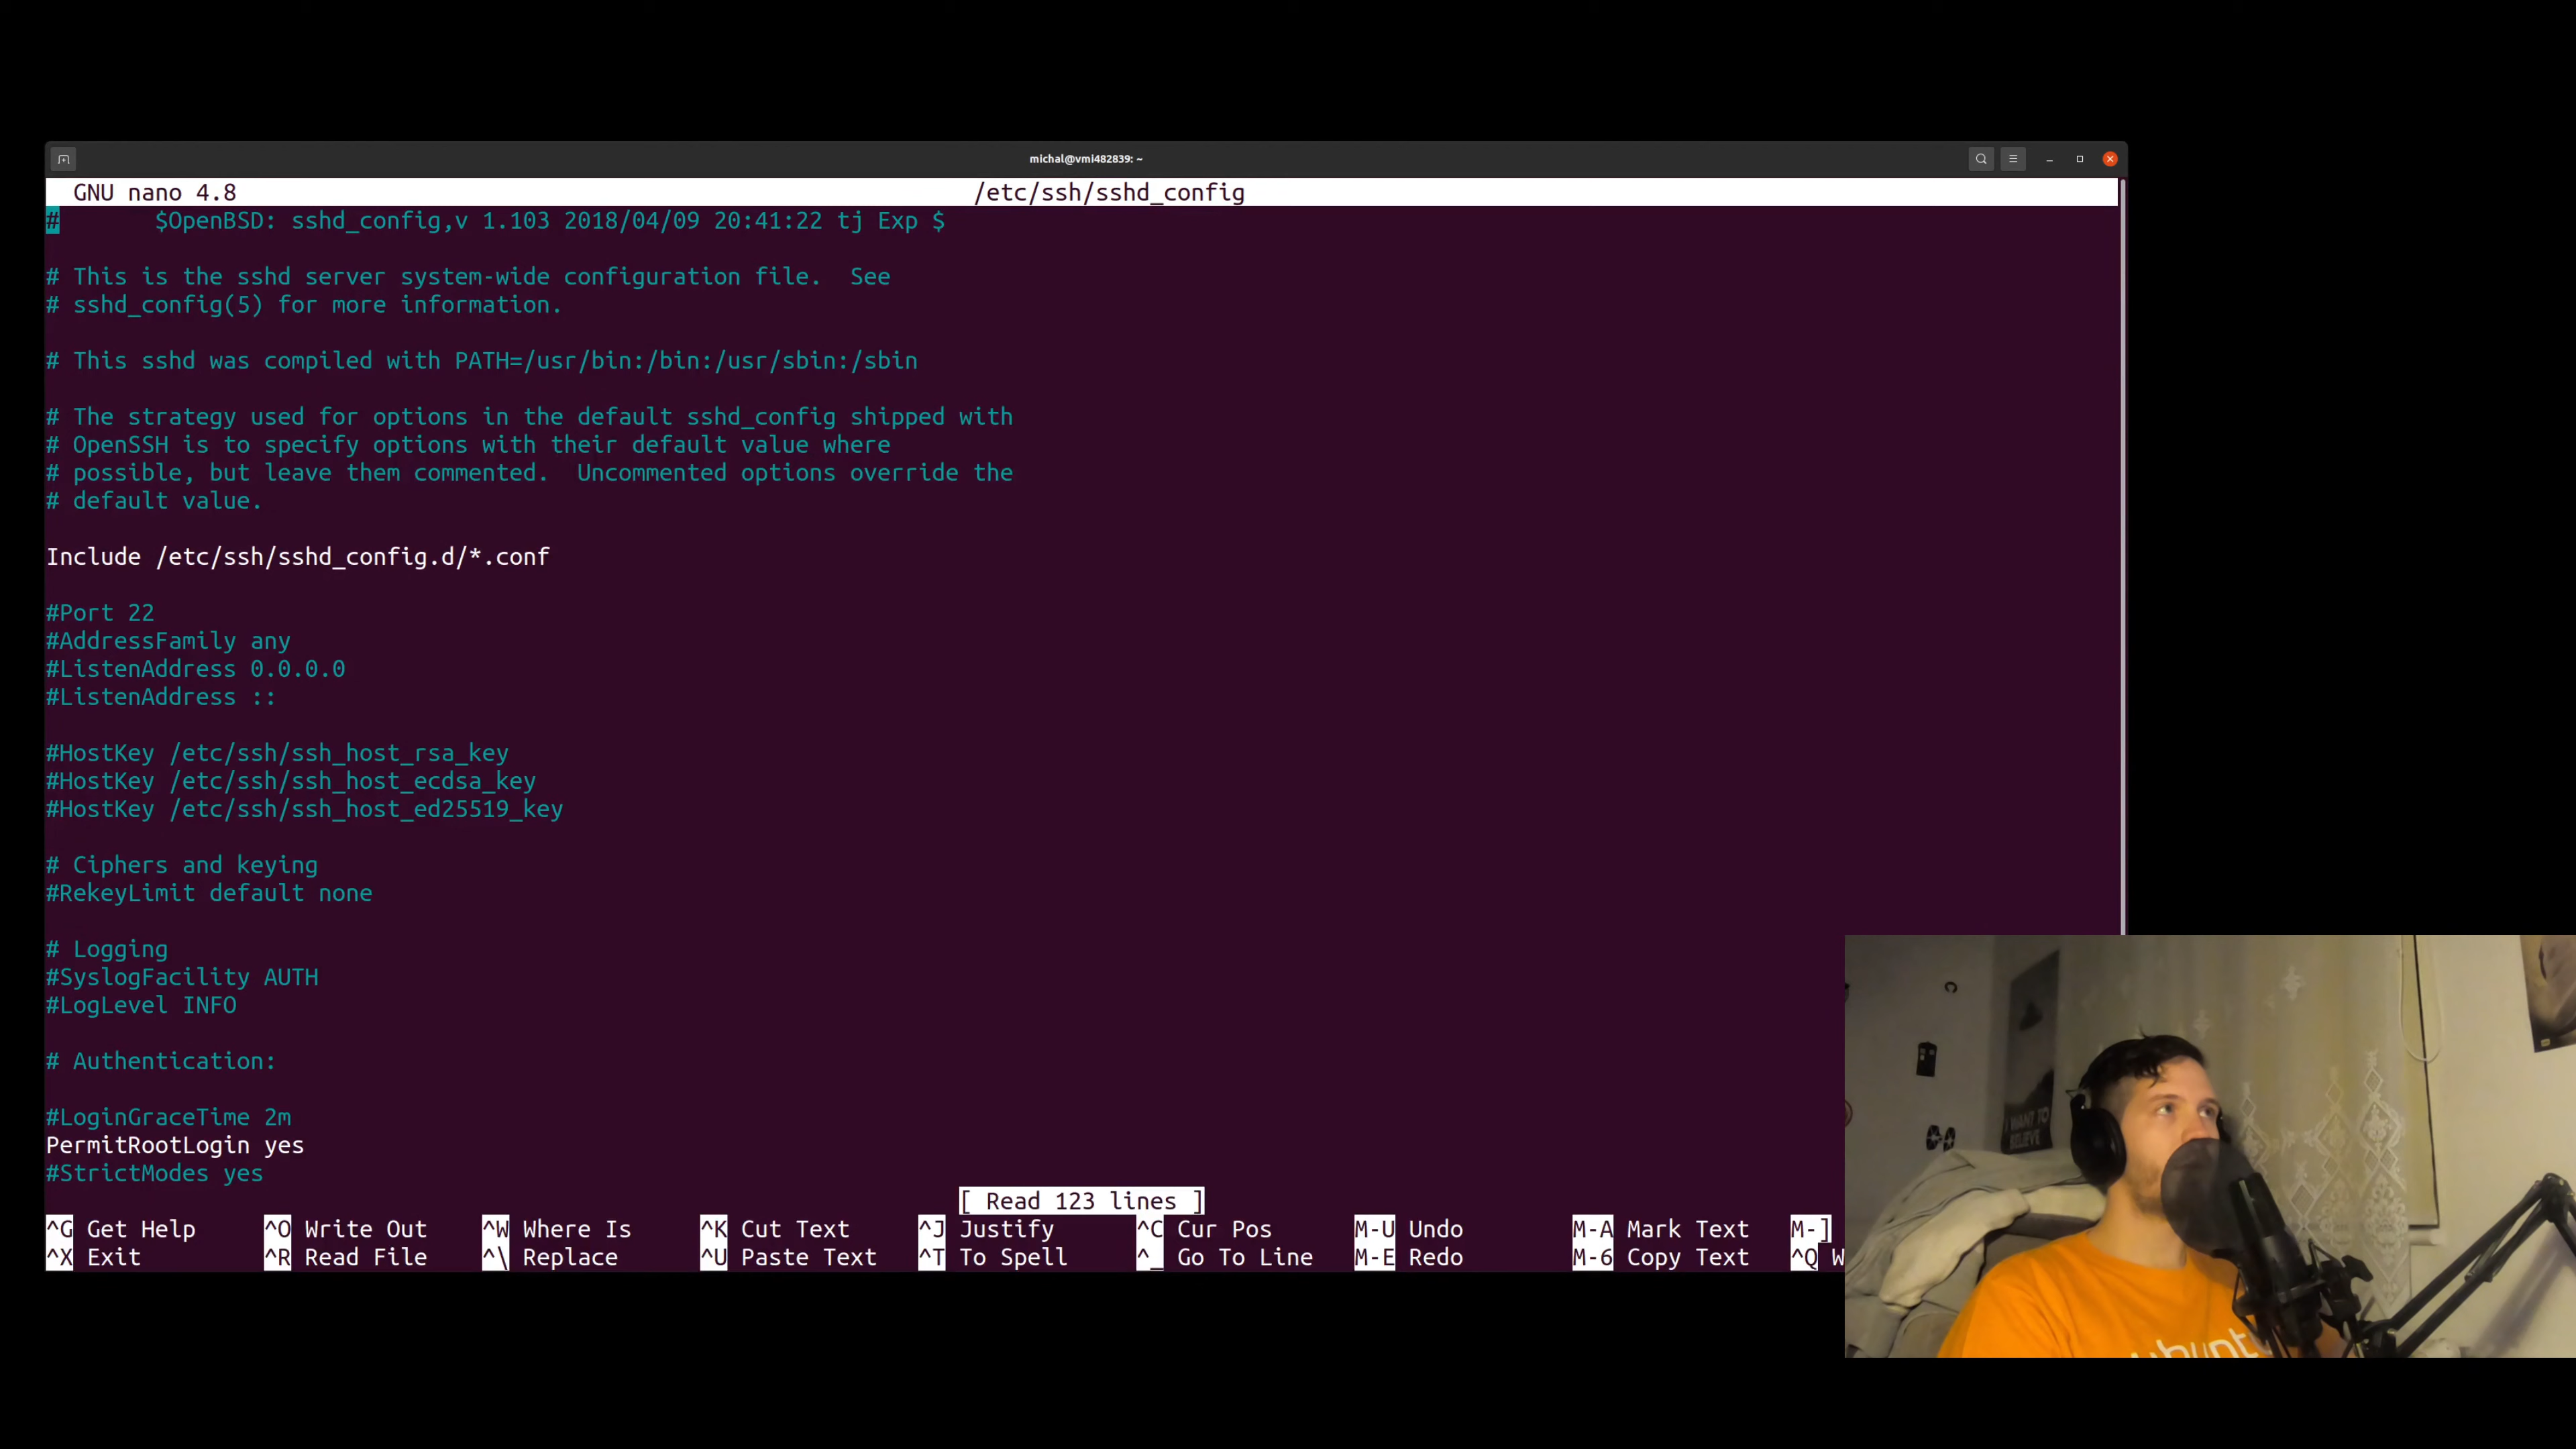 michal@vmi482839: ~
GNU nano 4.8 /etc/ssh/sshd_config
# $OpenBSD: sshd_config,v 1.103 2018/04/09 20:41:22 tj Exp $
# This is the sshd server system-wide configuration file.  See
# sshd_config(5) for more information.
# This sshd was compiled with PATH=/usr/bin:/bin:/usr/sbin:/sbin
# The strategy used for options in the default sshd_config shipped with
# OpenSSH is to specify options with their default value where
# possible, but leave them commented.  Uncommented options override the
# default value.
Include /etc/ssh/sshd_config.d/*.conf
#Port 22
#AddressFamily any
#ListenAddress 0.0.0.0
#ListenAddress ::
#HostKey /etc/ssh/ssh_host_rsa_key
#HostKey /etc/ssh/ssh_host_ecdsa_key
#HostKey /etc/ssh/ssh_host_ed25519_key
# Ciphers and keying
#RekeyLimit default none
# Logging
#SyslogFacility AUTH
#LogLevel INFO
# Authentication:
#LoginGraceTime 2m
PermitRootLogin yes
#StrictModes yes
[ Read 123 lines ]
^G Get Help ^O Write Out ^W Where Is ^K Cut Text ^J Justify ^C Cur Pos M-U Undo M-A Mark Text M-]
^X Exit ^R Read File ^\ Replace ^U Paste Text ^T To Spell ^_ Go To Line M-E Redo M-6 Copy Text ^Q W
I WANT TO
BELIEVE